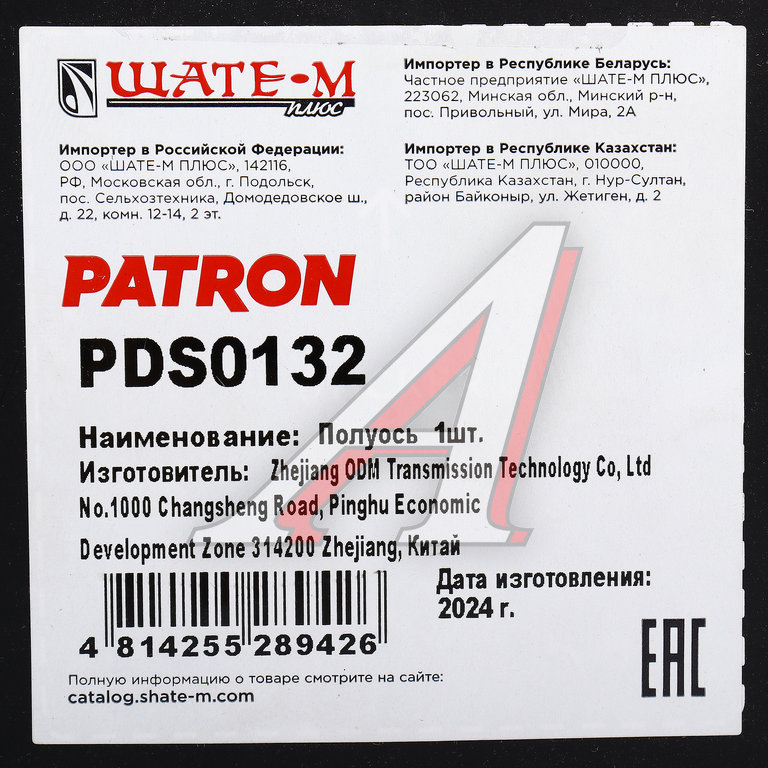 ШАТЕ-М
плюс
Импортер в Республике Беларусь:
Частное предприятие «ШАТЕ-М ПЛЮС»,
223062, Минская обл., Минский р-н,
пос. Привольный, ул. Мира, 2А
Импортер в Российской Федерации:
ООО «ШАТЕ-М ПЛЮС», 142116,
РФ, Московская обл., г. Подольск,
пос. Сельхозтехника, Домодедовское ш.,
д. 22, комн. 12-14, 2 эт.
Импортер в Республике Казахстан:
ТОО «ШАТЕ-М ПЛЮС», 010000,
Республика Казахстан, г. Нур-Султан,
район Байконыр, ул. Жетиген, д. 2
PATRON
PDS0132
Наименование: Полуось 1шт.
Изготовитель: Zhejiang ODM Transmission Technology Co, Ltd
No.1000 Changsheng Road, Pinghu Economic
Development Zone 314200 Zhejiang, Китай
Дата изготовления:
2024 г.
4 814255 289426
EAC
Полную информацию о товаре смотрите на сайте:
catalog.shate-m.com